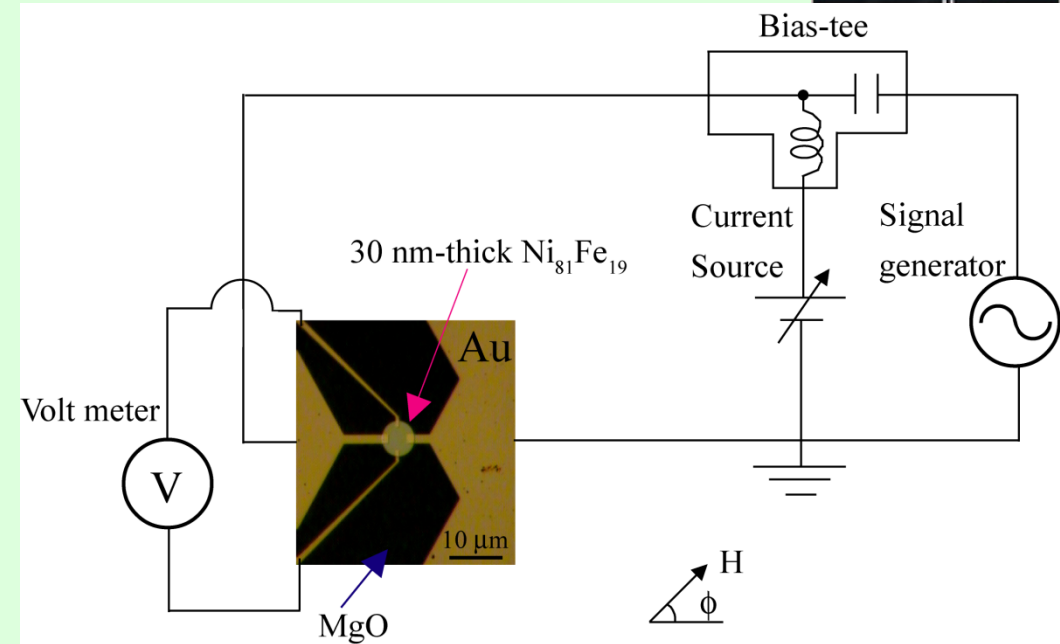 Bias-tee
Current
Source
Signal
generator
30 nm-thick Ni₈₁Fe₁₉
Au
Volt meter
V
10 µm
MgO
H
ϕ